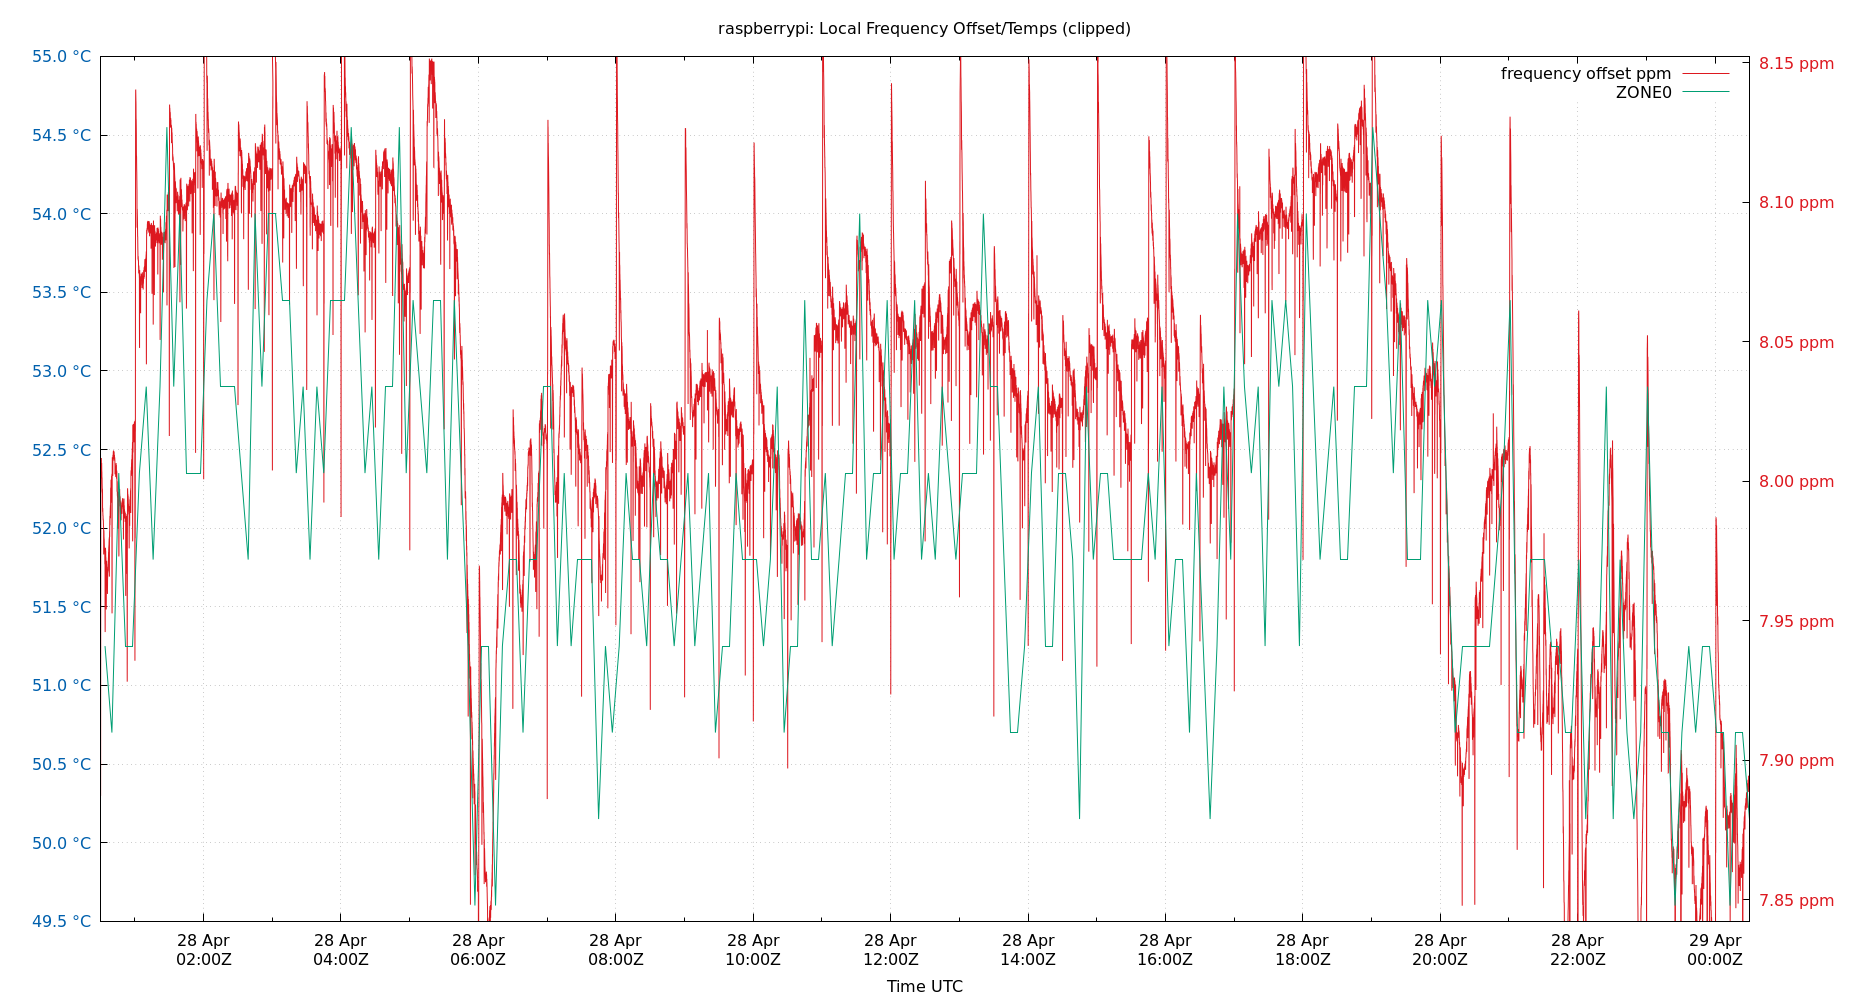 raspberrypi: Local Frequency Offset/Temps (clipped)
frequency offset ppm
ZONE0
55.0 °C
54.5 °C
54.0 °C
53.5 °C
53.0 °C
52.5 °C
52.0 °C
51.5 °C
51.0 °C
50.5 °C
50.0 °C
49.5 °C
8.15 ppm
8.10 ppm
8.05 ppm
8.00 ppm
7.95 ppm
7.90 ppm
7.85 ppm
28 Apr
02:00Z
28 Apr
04:00Z
28 Apr
06:00Z
28 Apr
08:00Z
28 Apr
10:00Z
28 Apr
12:00Z
28 Apr
14:00Z
28 Apr
16:00Z
28 Apr
18:00Z
28 Apr
20:00Z
28 Apr
22:00Z
29 Apr
00:00Z
Time UTC